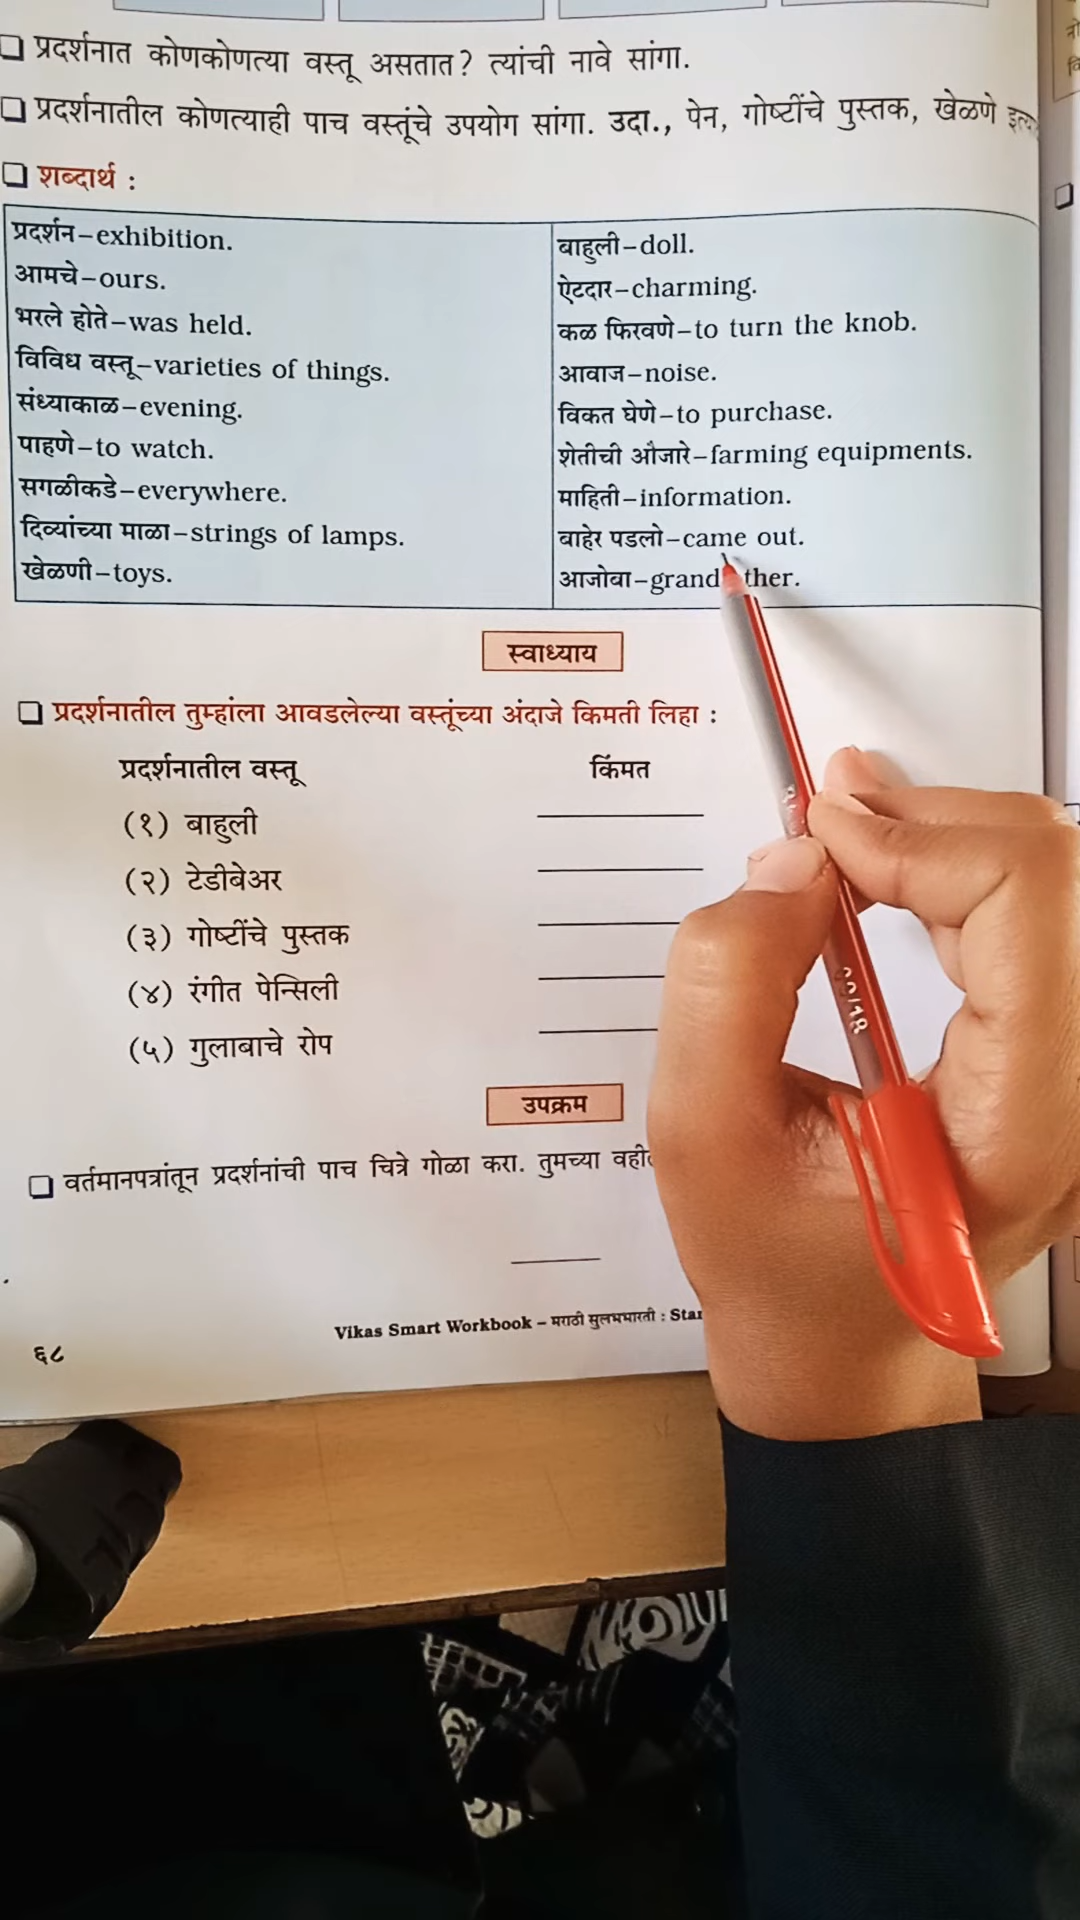 प्रदर्शनात कोणकोणत्या वस्तू असतात? त्यांची नावे सांगा.
प्रदर्शनातील कोणत्याही पाच वस्तूंचे उपयोग सांगा. उदा., पेन, गोष्टींचे पुस्तक, खेळणे
शब्दार्थ :
प्रदर्शन–exhibition.
आमचे–ours.
भरले होते–was held.
विविध वस्तू–varieties of things.
संध्याकाळ–evening.
पाहणे–to watch.
सगळीकडे–everywhere.
दिव्यांच्या माळा–strings of lamps.
खेळणी–toys.
बाहुली–doll.
ऐटदार–charming.
कळ फिरवणे–to turn the knob.
आवाज–noise.
विकत घेणे–to purchase.
शेतीची औजारे–farming equipments.
माहिती–information.
बाहेर पडलो–came out.
आजोबा–grand ther.
स्वाध्याय
प्रदर्शनातील तुम्हांला आवडलेल्या वस्तूंच्या अंदाजे किमती लिहा :
प्रदर्शनातील वस्तू किंमत
(१) बाहुली
(२) टेडीबेअर
(३) गोष्टींचे पुस्तक
(४) रंगीत पेन्सिली
(५) गुलाबाचे रोप
उपक्रम
वर्तमानपत्रांतून प्रदर्शनांची पाच चित्रे गोळा करा. तुमच्या
Vikas Smart Workbook – मराठी सुलभभारती :
६८
09/18